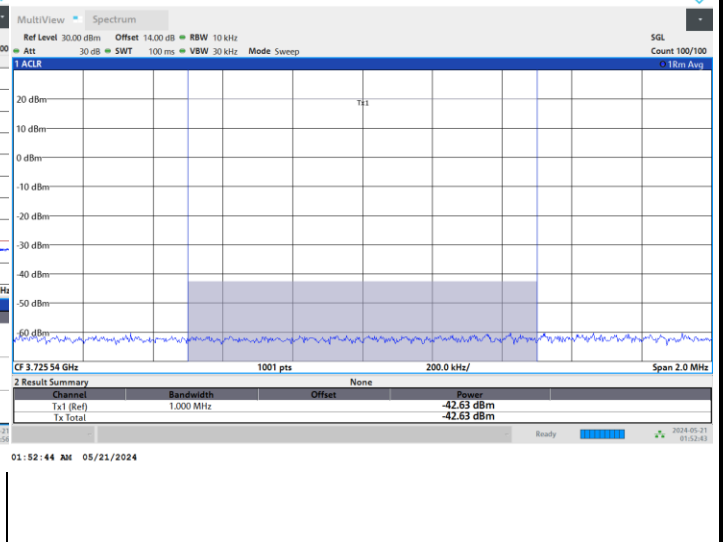 MultiView Spectrum
Ref Level 30.00 dBm Offset 14.00 dB RBW 10 kHz SGL
00 Att 30 dB SWT 100 ms VBW 30 kHz Mode Sweep Count 100/100
1 ACLR 1Rm Avg
Tx1
20 dBm
10 dBm
0 dBm
-10 dBm
-20 dBm
-30 dBm
-40 dBm
Hz
-50 dBm
-60 dBm
CF 3.725 54 GHz 1001 pts 200.0 kHz/ Span 2.0 MHz
2 Result Summary None
Channel Bandwidth Offset Power
Tx1 (Ref) 1.000 MHz -42.63 dBm
Tx Total -42.63 dBm
-21 Ready 2024-05-21
:56 01:52:43
01:52:44 AM 05/21/2024